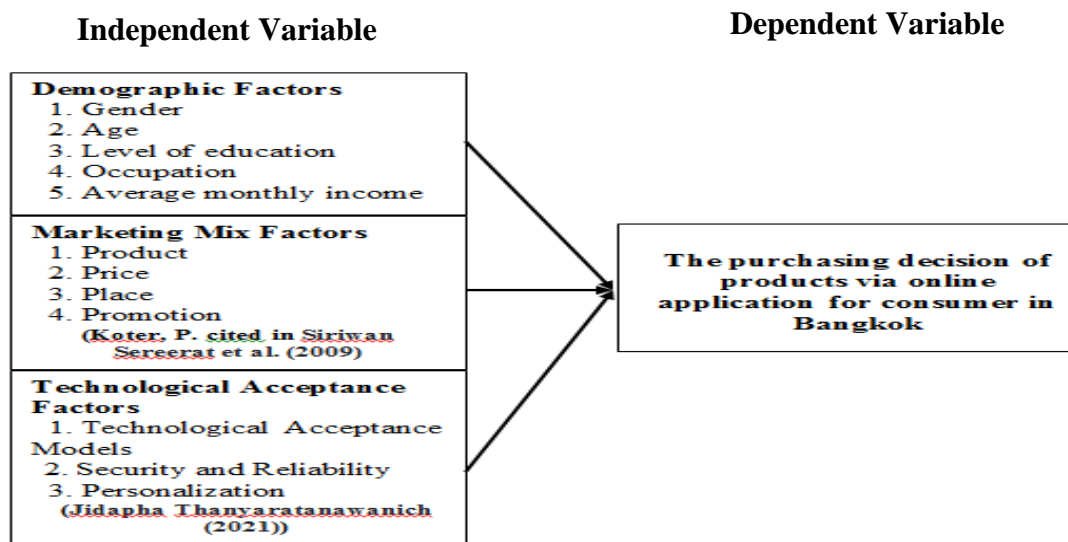 Independent Variable
Dependent Variable
Demographic Factors
1. Gender
2. Age
3. Level of education
4. Occupation
5. Average monthly income
Marketing Mix Factors
1. Product
2. Price
3. Place
4. Promotion
(Koter, P. cited in Siriwan
Sereerat et al. (2009)
Technological Acceptance
Factors
1. Technological Acceptance
Models
2. Security and Reliability
3. Personalization
(Jidapha Thanyaratanawanich
(2021))
The purchasing decision of
products via online
application for consumer in
Bangkok